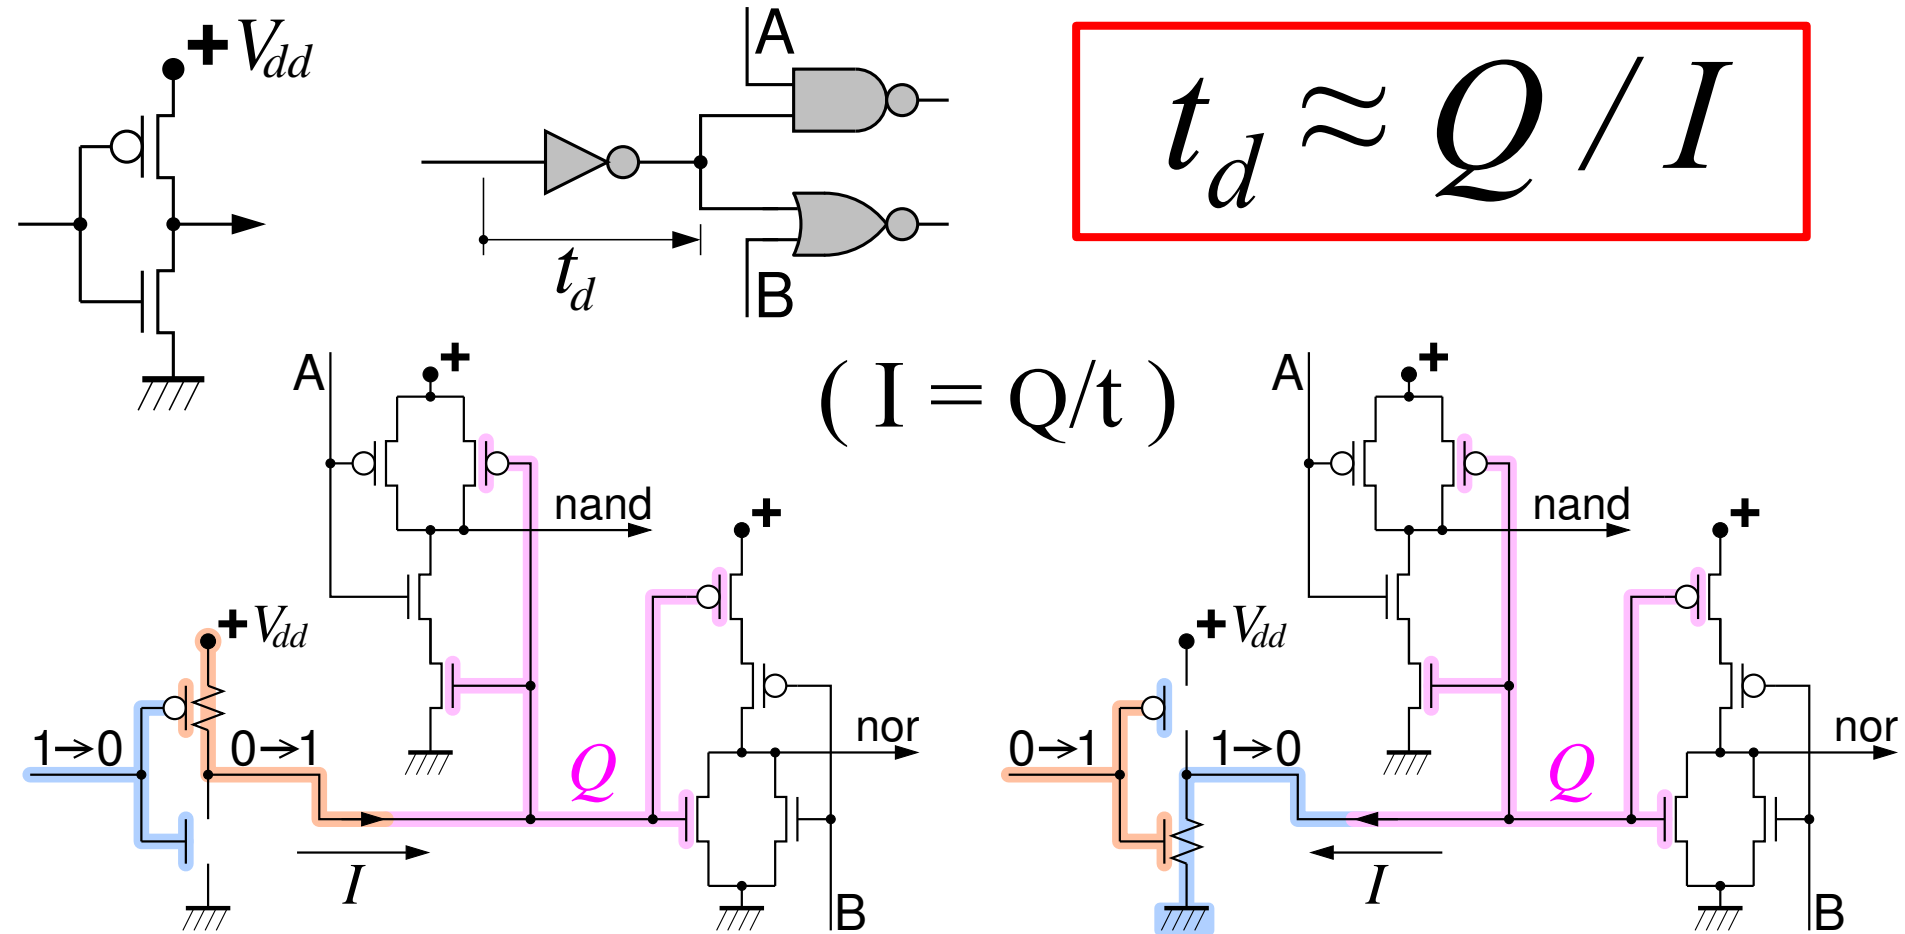 + Vdd
A
B
td
td ≈ Q / I
( I = Q/t )
A
+
nand
+
+ Vdd
1→0
0→1
Q
nor
I
B
A
+
nand
+
+ Vdd
0→1
1→0
Q
nor
I
B